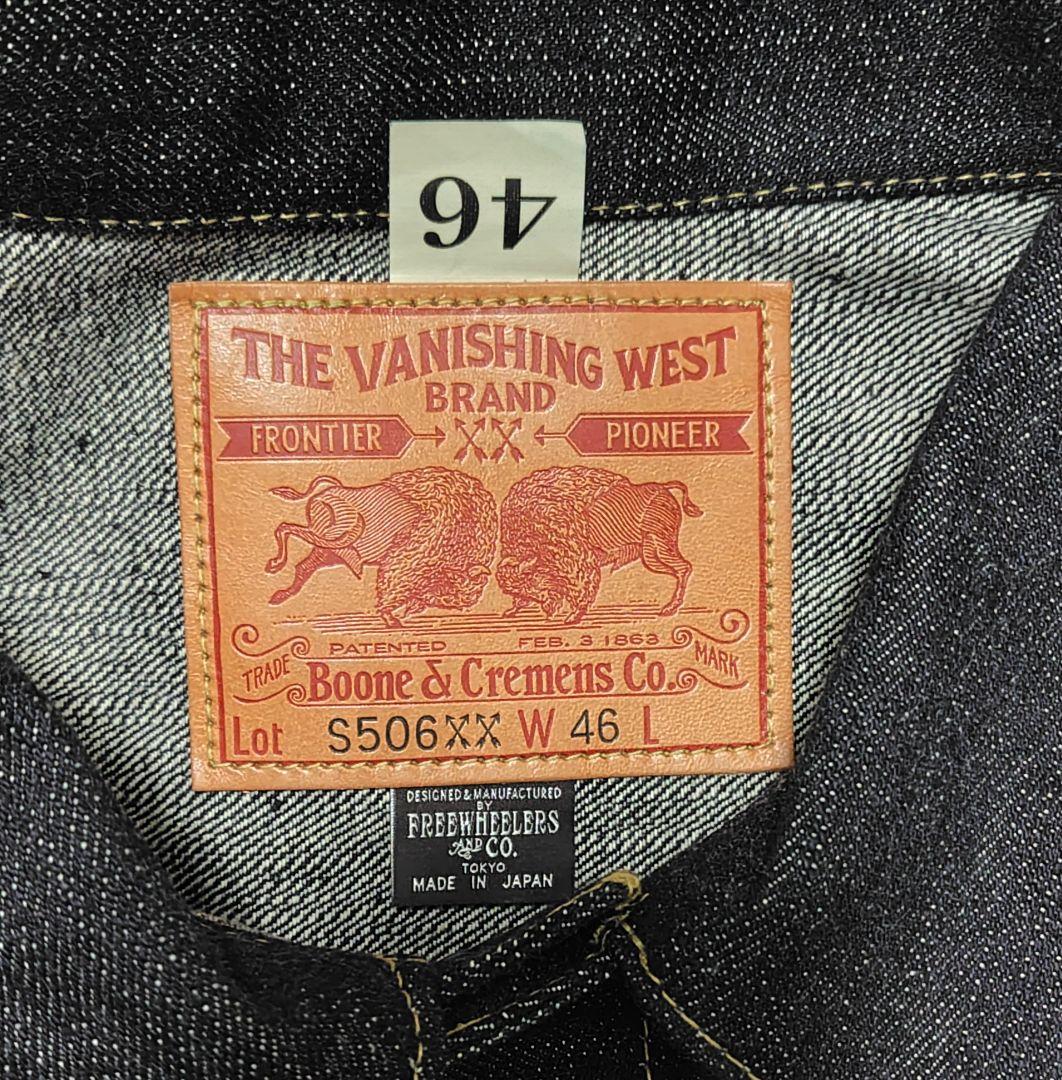 46
THE VANISHING WEST
BRAND
FRONTIER XX PIONEER
PATENTED FEB. 3 1863
TRADE MARK
Boone & Cremens Co.
Lot S506XX W 46 L
DESIGNED & MANUFACTURED
BY
FREEWHEELERS
AND CO.
TOKYO
MADE IN JAPAN